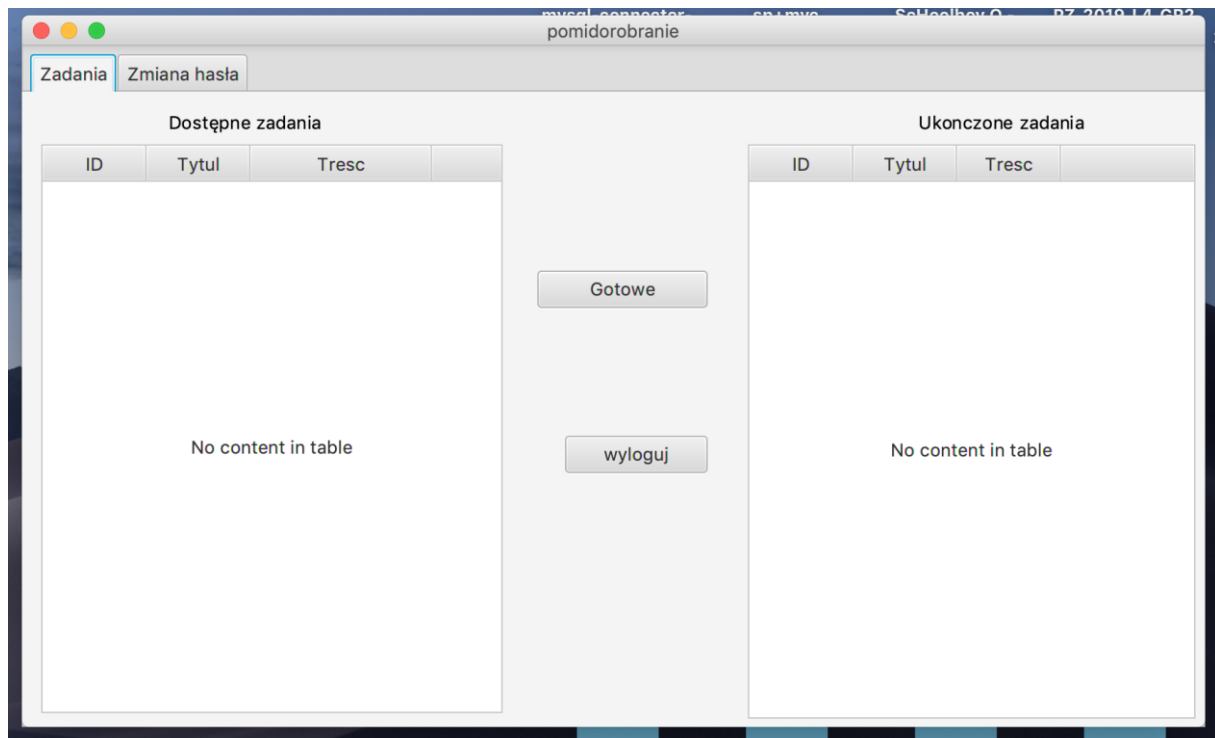 pomidorobranie
Zadania Zmiana hasła
Dostępne zadania
ID Tytul Tresc
No content in table
Gotowe
wyloguj
Ukonczone zadania
ID Tytul Tresc
No content in table